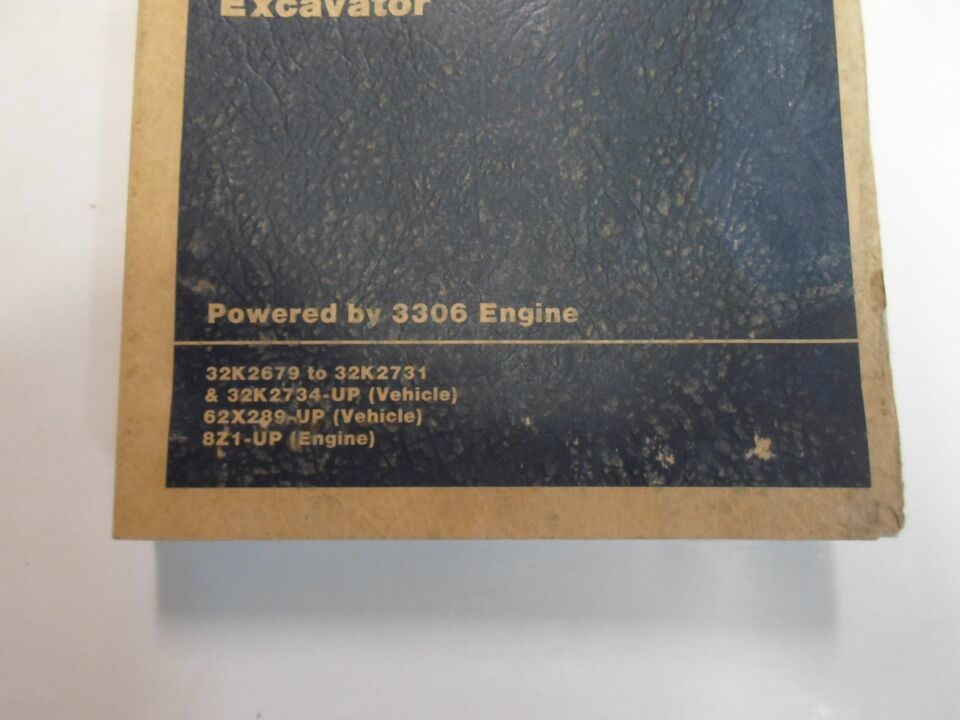 Excavator
Powered by 3306 Engine
32K2679 to 32K2731
& 32K2734-UP (Vehicle)
62X289-UP (Vehicle)
8Z1-UP (Engine)